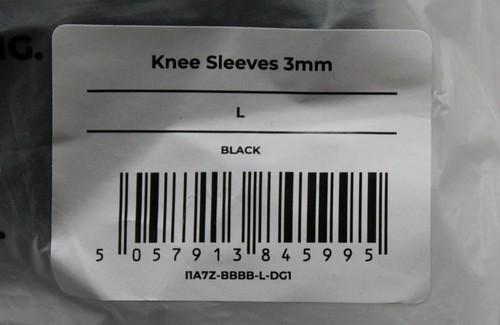 G.
Knee Sleeves 3mm
L
BLACK
5 057913 845995
I1A7Z-BBBB-L-DG1